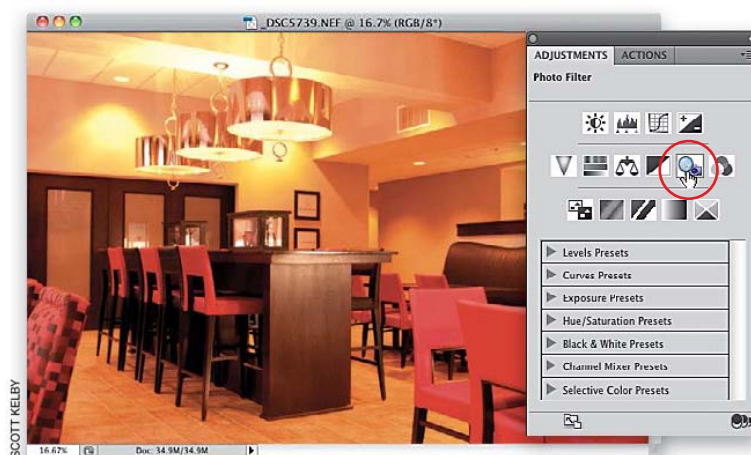 _DSC5739.NEF @ 16.7% (RGB/8*)
ADJUSTMENTS ACTIONS
Photo Filter
Levels Presets
Curves Presets
Exposure Presets
Hue/Saturation Presets
Black & White Presets
Channel Mixer Presets
Selective Color Presets
SCOTT KELBY
16.67% Doc: 34.9M/34.9M